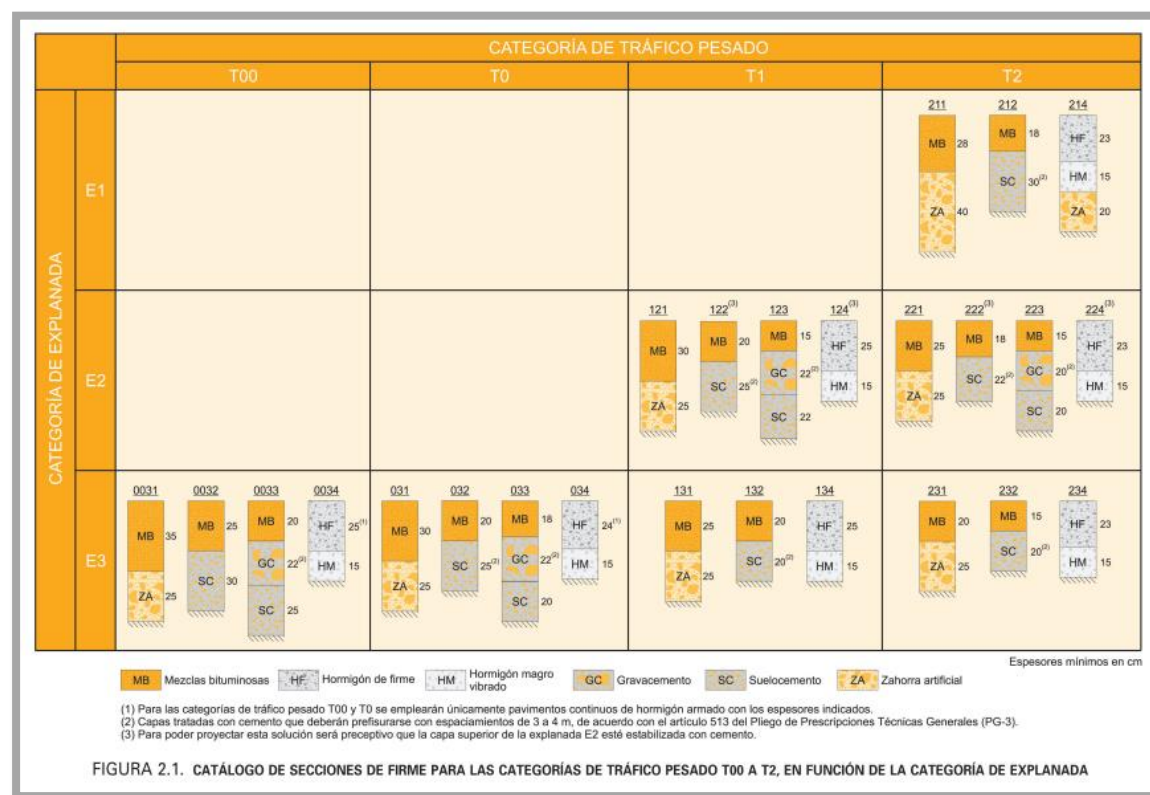 CATEGORÍA DE TRÁFICO PESADO
T00 T0 T1 T2
CATEGORÍA DE EXPLANADA
E1
211 212 214
MB 28 MB 18 HF 23
SC 30(2) HM 15
ZA 40 ZA 20
E2
121 122(3) 123 124(3) 221 222(3) 223 224(3)
MB 30 MB 20 MB 15 HF 25 MB 25 MB 18 MB 15 HF 23
ZA 25 SC 25(2) GC 22(2) HM 15 ZA 25 SC 22(2) GC 20(2) HM 15
SC 22 SC 20
E3
0031 0032 0033 0034 031 032 033 034 131 132 134 231 232 234
MB 35 MB 25 MB 20 HF 25(1) MB 30 MB 20 MB 18 HF 24(1) MB 25 MB 20 HF 25 MB 20 MB 15 HF 23
ZA 25 SC 30 GC 22(2) HM 15 ZA 25 SC 25(2) GC 22(2) HM 15 ZA 25 SC 20(2) HM 15 ZA 25 SC 20(2) HM 15
SC 25 SC 20
Espesores mínimos en cm
MB Mezclas bituminosas HF Hormigón de firme HM Hormigón magro vibrado GC Gravacemento SC Suelocemento ZA Zahorra artificial
(1) Para las categorías de tráfico pesado T00 y T0 se emplearán únicamente pavimentos continuos de hormigón armado con los espesores indicados.
(2) Capas tratadas con cemento que deberán prefisurarse con espaciamientos de 3 a 4 m, de acuerdo con el artículo 513 del Pliego de Prescripciones Técnicas Generales (PG-3).
(3) Para poder proyectar esta solución será preceptivo que la capa superior de la explanada E2 esté estabilizada con cemento.
FIGURA 2.1. CATÁLOGO DE SECCIONES DE FIRME PARA LAS CATEGORÍAS DE TRÁFICO PESADO T00 A T2, EN FUNCIÓN DE LA CATEGORÍA DE EXPLANADA